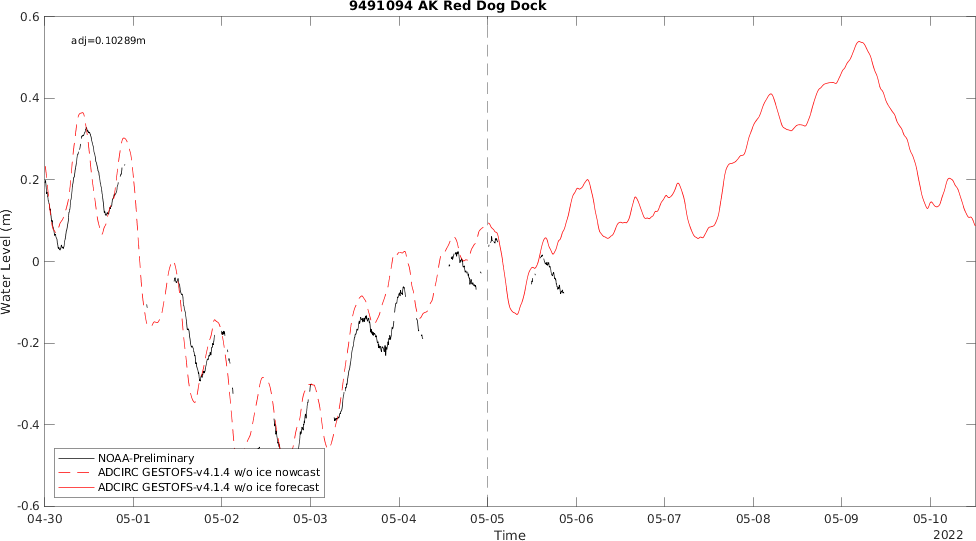 9491094 AK Red Dog Dock
adj=0.10289m
Water Level (m)
0.6
0.4
0.2
0
-0.2
-0.4
-0.6
NOAA-Preliminary
ADCIRC GESTOFS-v4.1.4 w/o ice nowcast
ADCIRC GESTOFS-v4.1.4 w/o ice forecast
04-30 05-01 05-02 05-03 05-04 05-05 05-06 05-07 05-08 05-09 05-10
Time
2022